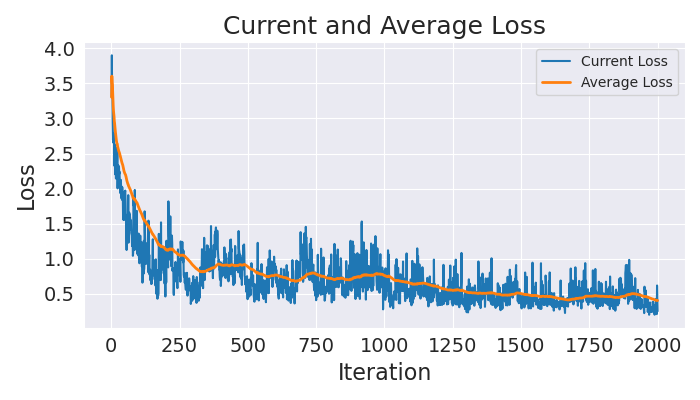 Current and Average Loss
Current Loss
Average Loss
4.0
3.5
3.0
2.5
2.0
1.5
1.0
0.5
Loss
0 250 500 750 1000 1250 1500 1750 2000
Iteration